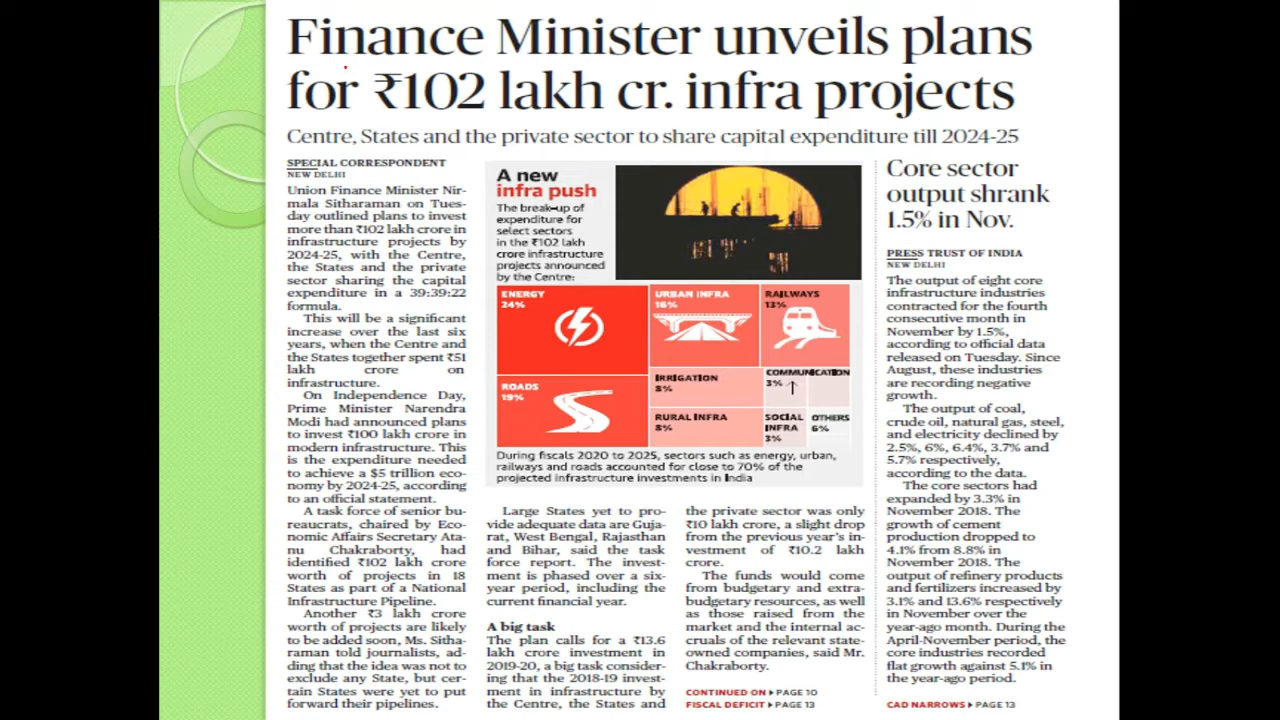 Finance Minister unveils plans
for ₹102 lakh cr. infra projects
Centre, States and the private sector to share capital expenditure till 2024-25
SPECIAL CORRESPONDENT
NEW DELHI
Union Finance Minister Nir-
mala Sitharaman on Tues-
day outlined plans to invest
more than ₹102 lakh crore in
infrastructure projects by
2024-25, with the Centre,
the States and the private
sector sharing the capital
expenditure in a 39:39:22
formula.
This will be a significant
increase over the last six
years, when the Centre and
the States together spent ₹51
lakh crore on
infrastructure.
On Independence Day,
Prime Minister Narendra
Modi had announced plans
to invest ₹100 lakh crore in
modern infrastructure. This
is the expenditure needed
to achieve a $5 trillion eco-
nomy by 2024-25, according
to an official statement.
A task force of senior bu-
reaucrats, chaired by Eco-
nomic Affairs Secretary Ata-
nu Chakraborty, had
identified ₹102 lakh crore
worth of projects in 18
States as part of a National
Infrastructure Pipeline.
Another ₹3 lakh crore
worth of projects are likely
to be added soon, Ms. Sitha-
raman told journalists, ad-
ding that the idea was not to
exclude any State, but cer-
tain States were yet to put
forward their pipelines.
A new
infra push
The break-up of
expenditure for
select sectors
in the ₹102 lakh
crore infrastructure
projects announced
by the Centre:
ENERGY
24%
URBAN INFRA
16%
RAILWAYS
13%
ROADS
19%
IRRIGATION
8%
COMMUNICATION
3%
RURAL INFRA
8%
SOCIAL
INFRA
3%
OTHERS
6%
During fiscals 2020 to 2025, sectors such as energy, urban,
railways and roads accounted for close to 70% of the
projected infrastructure investments in India
Large States yet to pro-
vide adequate data are Guja-
rat, West Bengal, Rajasthan
and Bihar, said the task
force report. The invest-
ment is phased over a six-
year period, including the
current financial year.
A big task
The plan calls for a ₹13.6
lakh crore investment in
2019-20, a big task consider-
ing that the 2018-19 invest-
ment in infrastructure by
the Centre, the States and
the private sector was only
₹10 lakh crore, a slight drop
from the previous year's in-
vestment of ₹10.2 lakh
crore.
The funds would come
from budgetary and extra-
budgetary resources, as well
as those raised from the
market and the internal ac-
cruals of the relevant state-
owned companies, said Mr.
Chakraborty.
CONTINUED ON ▸ PAGE 10
FISCAL DEFICIT ▸ PAGE 13
Core sector
output shrank
1.5% in Nov.
PRESS TRUST OF INDIA
NEW DELHI
The output of eight core
infrastructure industries
contracted for the fourth
consecutive month in
November by 1.5%,
according to official data
released on Tuesday. Since
August, these industries
are recording negative
growth.
The output of coal,
crude oil, natural gas, steel,
and electricity declined by
2.5%, 6%, 6.4%, 3.7% and
5.7% respectively,
according to the data.
The core sectors had
expanded by 3.3% in
November 2018. The
growth of cement
production dropped to
4.1% from 8.8% in
November 2018. The
output of refinery products
and fertilizers increased by
3.1% and 13.6% respectively
in November over the
year-ago month. During the
April-November period, the
core industries recorded
flat growth against 5.1% in
the year-ago period.
CAD NARROWS ▸ PAGE 13